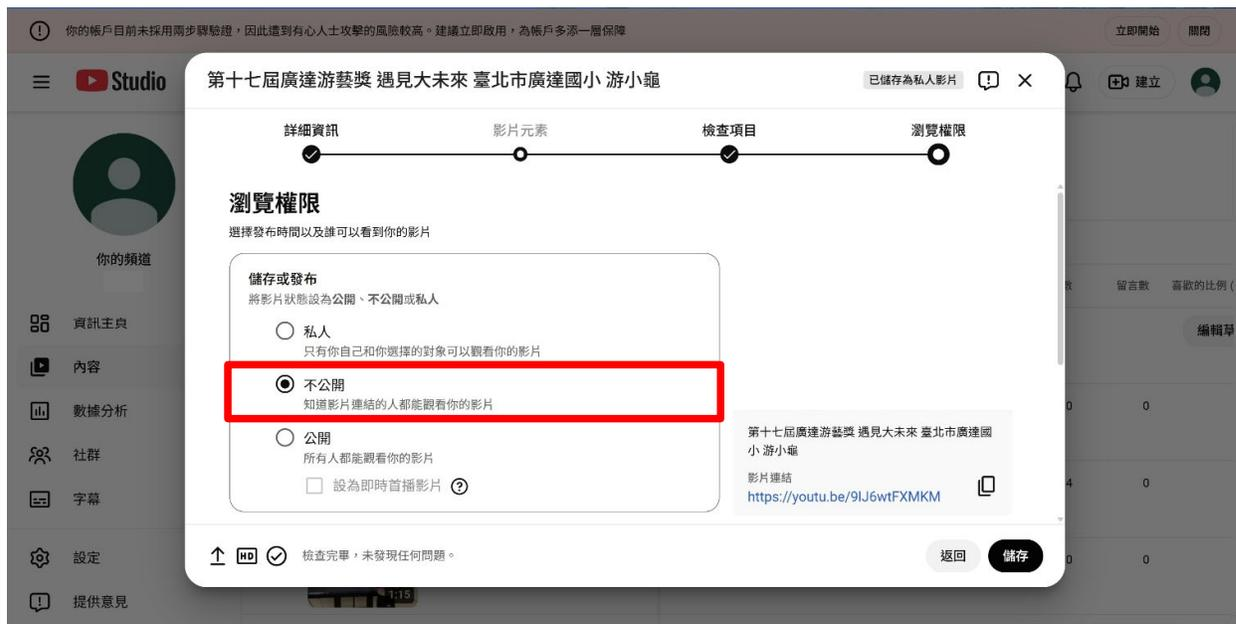 你的帳戶目前未採用兩步驟驗證，因此遭到有心人士攻擊的風險較高。建議立即啟用，為帳戶多添一層保障
立即開始
關閉
Studio
第十七屆廣達游藝獎 遇見大未來 臺北市廣達國小 游小龜
已儲存為私人影片
建立
詳細資訊
影片元素
檢查項目
瀏覽權限
瀏覽權限
選擇發布時間以及誰可以看到你的影片
你的頻道
儲存或發布
將影片狀態設為公開、不公開或私人
私人
只有你自己和你選擇的對象可以觀看你的影片
不公開
知道影片連結的人都能觀看你的影片
公開
所有人都能觀看你的影片
設為即時首播影片
第十七屆廣達游藝獎 遇見大未來 臺北市廣達國
小 游小龜
影片連結
https://youtu.be/9IJ6wtFXMKM
資訊主頁
內容
數據分析
社群
字幕
設定
提供意見
數
留言數
喜歡的比例 (
編輯草
0
0
4
0
0
0
HD
檢查完畢，未發現任何問題。
返回
儲存
1:15